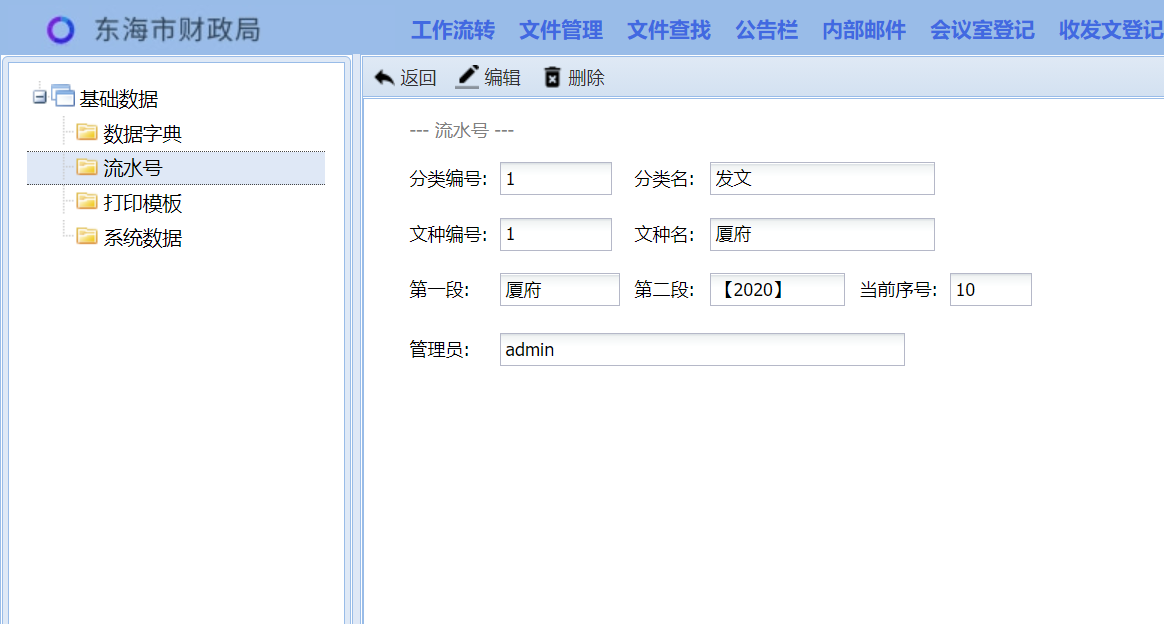 东海市财政局
工作流转 文件管理 文件查找 公告栏 内部邮件 会议室登记 收发文登记
基础数据
数据字典
流水号
打印模板
系统数据
返回 编辑 删除
--- 流水号 ---
分类编号: 1 分类名: 发文
文种编号: 1 文种名: 厦府
第一段: 厦府 第二段: 【2020】 当前序号: 10
管理员: admin